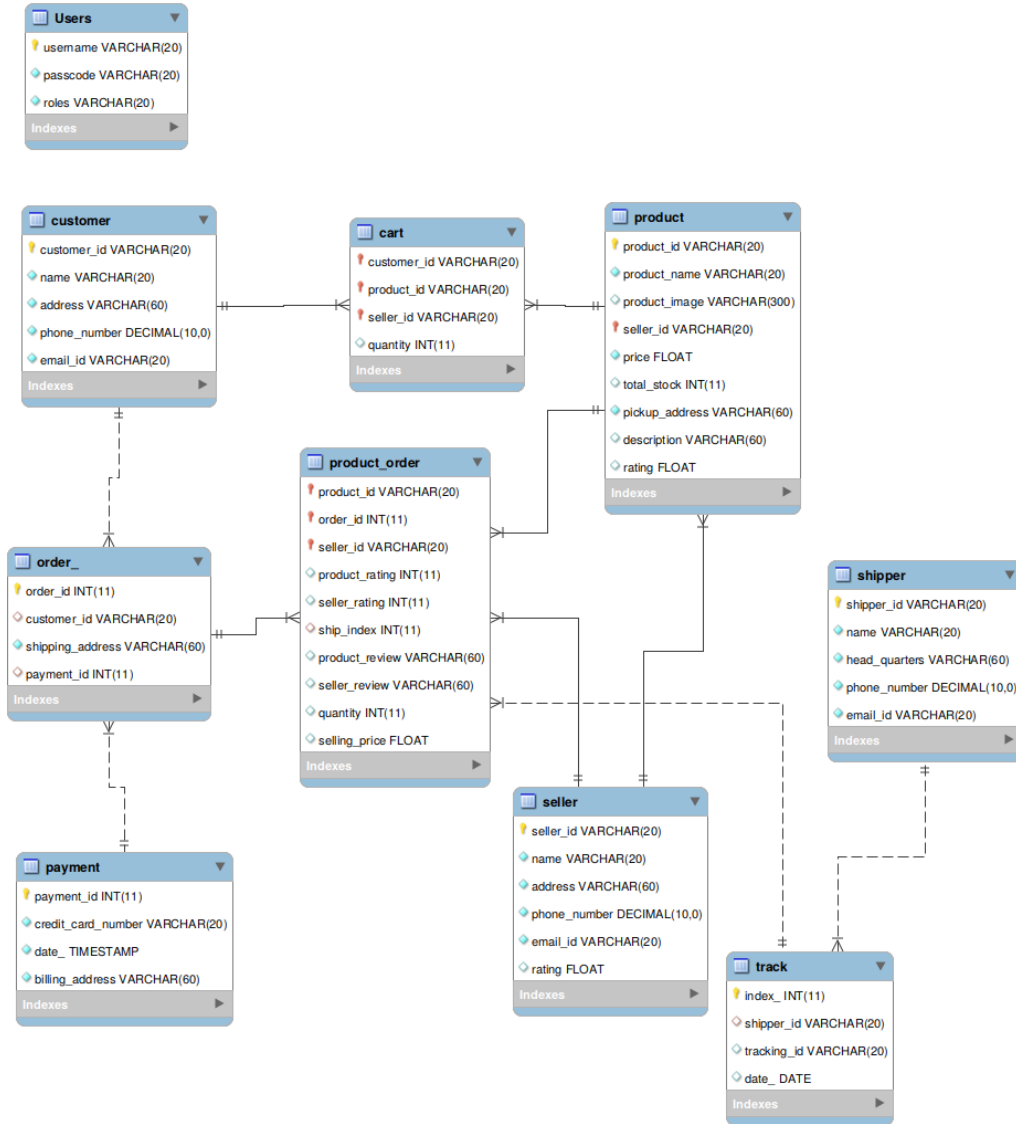 Users
username VARCHAR(20)
passcode VARCHAR(20)
roles VARCHAR(20)
Indexes
customer
customer_id VARCHAR(20)
name VARCHAR(20)
address VARCHAR(60)
phone_number DECIMAL(10,0)
email_id VARCHAR(20)
Indexes
cart
customer_id VARCHAR(20)
product_id VARCHAR(20)
seller_id VARCHAR(20)
quantity INT(11)
Indexes
product
product_id VARCHAR(20)
product_name VARCHAR(20)
product_image VARCHAR(300)
seller_id VARCHAR(20)
price FLOAT
total_stock INT(11)
pickup_address VARCHAR(60)
description VARCHAR(60)
rating FLOAT
Indexes
product_order
product_id VARCHAR(20)
order_id INT(11)
seller_id VARCHAR(20)
product_rating INT(11)
seller_rating INT(11)
ship_index INT(11)
product_review VARCHAR(60)
seller_review VARCHAR(60)
quantity INT(11)
selling_price FLOAT
Indexes
order_
order_id INT(11)
customer_id VARCHAR(20)
shipping_address VARCHAR(60)
payment_id INT(11)
Indexes
shipper
shipper_id VARCHAR(20)
name VARCHAR(20)
head_quarters VARCHAR(60)
phone_number DECIMAL(10,0)
email_id VARCHAR(20)
Indexes
seller
seller_id VARCHAR(20)
name VARCHAR(20)
address VARCHAR(60)
phone_number DECIMAL(10,0)
email_id VARCHAR(20)
rating FLOAT
Indexes
payment
payment_id INT(11)
credit_card_number VARCHAR(20)
date_ TIMESTAMP
billing_address VARCHAR(60)
Indexes
track
index_ INT(11)
shipper_id VARCHAR(20)
tracking_id VARCHAR(20)
date_ DATE
Indexes